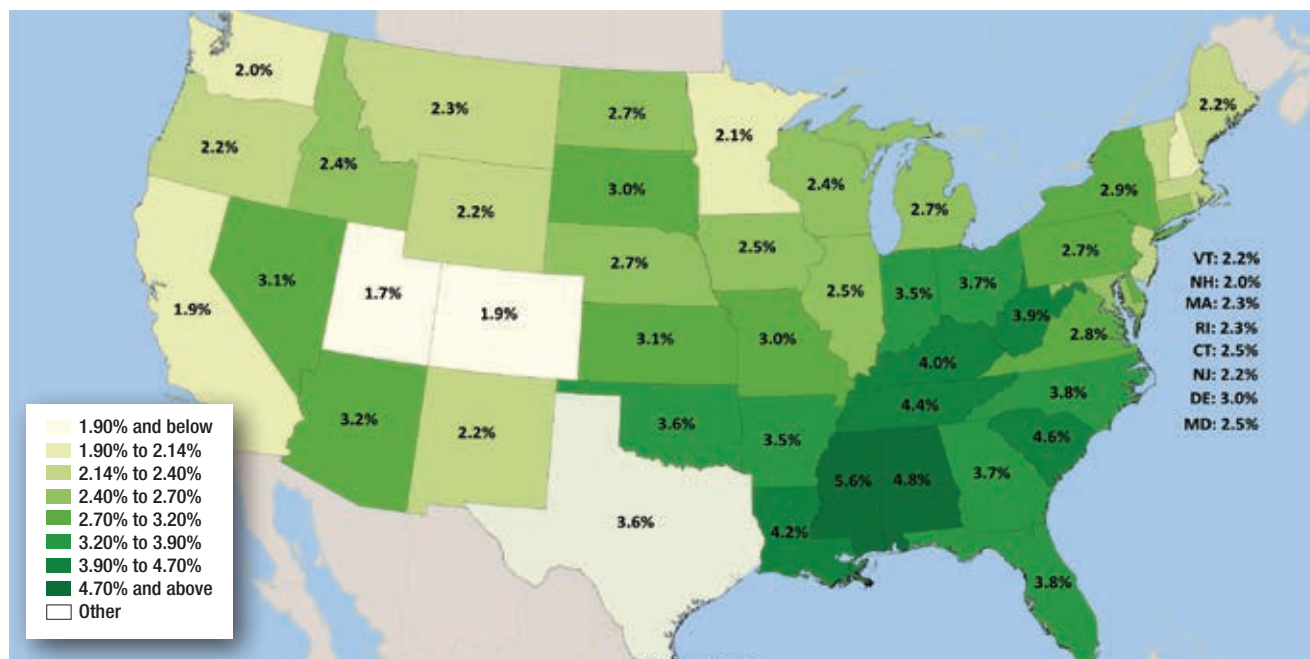 2.0%
2.3%
2.7%
2.1%
2.2%
2.2%
2.4%
2.2%
3.0%
2.4%
2.7%
2.9%
2.7%
2.5%
2.7%
3.1%
1.7%
1.9%
1.9%
3.1%
3.0%
2.5%
3.5%
3.7%
3.9%
2.8%
4.0%
VT: 2.2%
NH: 2.0%
MA: 2.3%
RI: 2.3%
CT: 2.5%
NJ: 2.2%
DE: 3.0%
MD: 2.5%
3.2%
2.2%
3.6%
3.5%
4.4%
3.8%
4.6%
5.6%
4.8%
3.7%
3.6%
4.2%
3.8%
1.90% and below
1.90% to 2.14%
2.14% to 2.40%
2.40% to 2.70%
2.70% to 3.20%
3.20% to 3.90%
3.90% to 4.70%
4.70% and above
Other